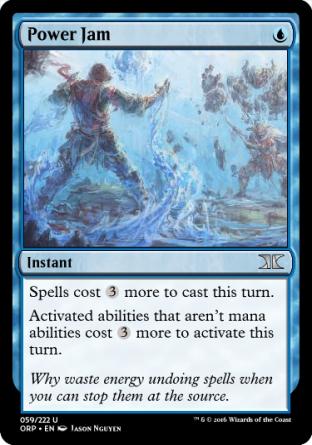 Power Jam
Instant
Spells cost 3 more to cast this turn.
Activated abilities that aren't mana
abilities cost 3 more to activate this
turn.
Why waste energy undoing spells when
you can stop them at the source.
059/222 U
ORP • EN Jason Nguyen
™ & © 2016 Wizards of the Coast